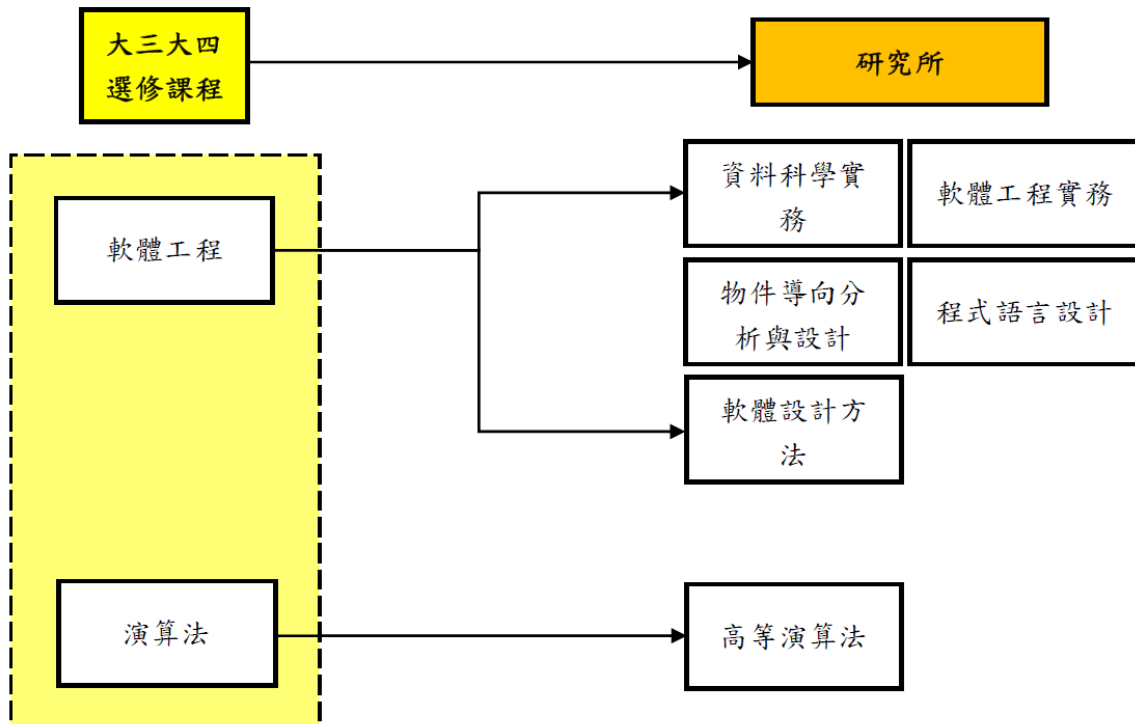 大三大四
選修課程
研究所
軟體工程
資料科學實
務
軟體工程實務
物件導向分
析與設計
程式語言設計
軟體設計方
法
演算法
高等演算法